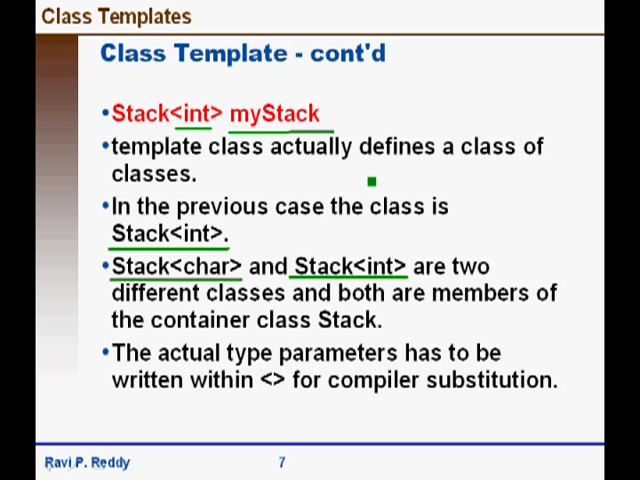 Class Templates
Class Template - cont'd
•Stack<int> myStack
•template class actually defines a class of
classes.
•In the previous case the class is
Stack<int>.
•Stack<char> and Stack<int> are two
different classes and both are members of
the container class Stack.
•The actual type parameters has to be
written within <> for compiler substitution.
Ravi P. Reddy
7